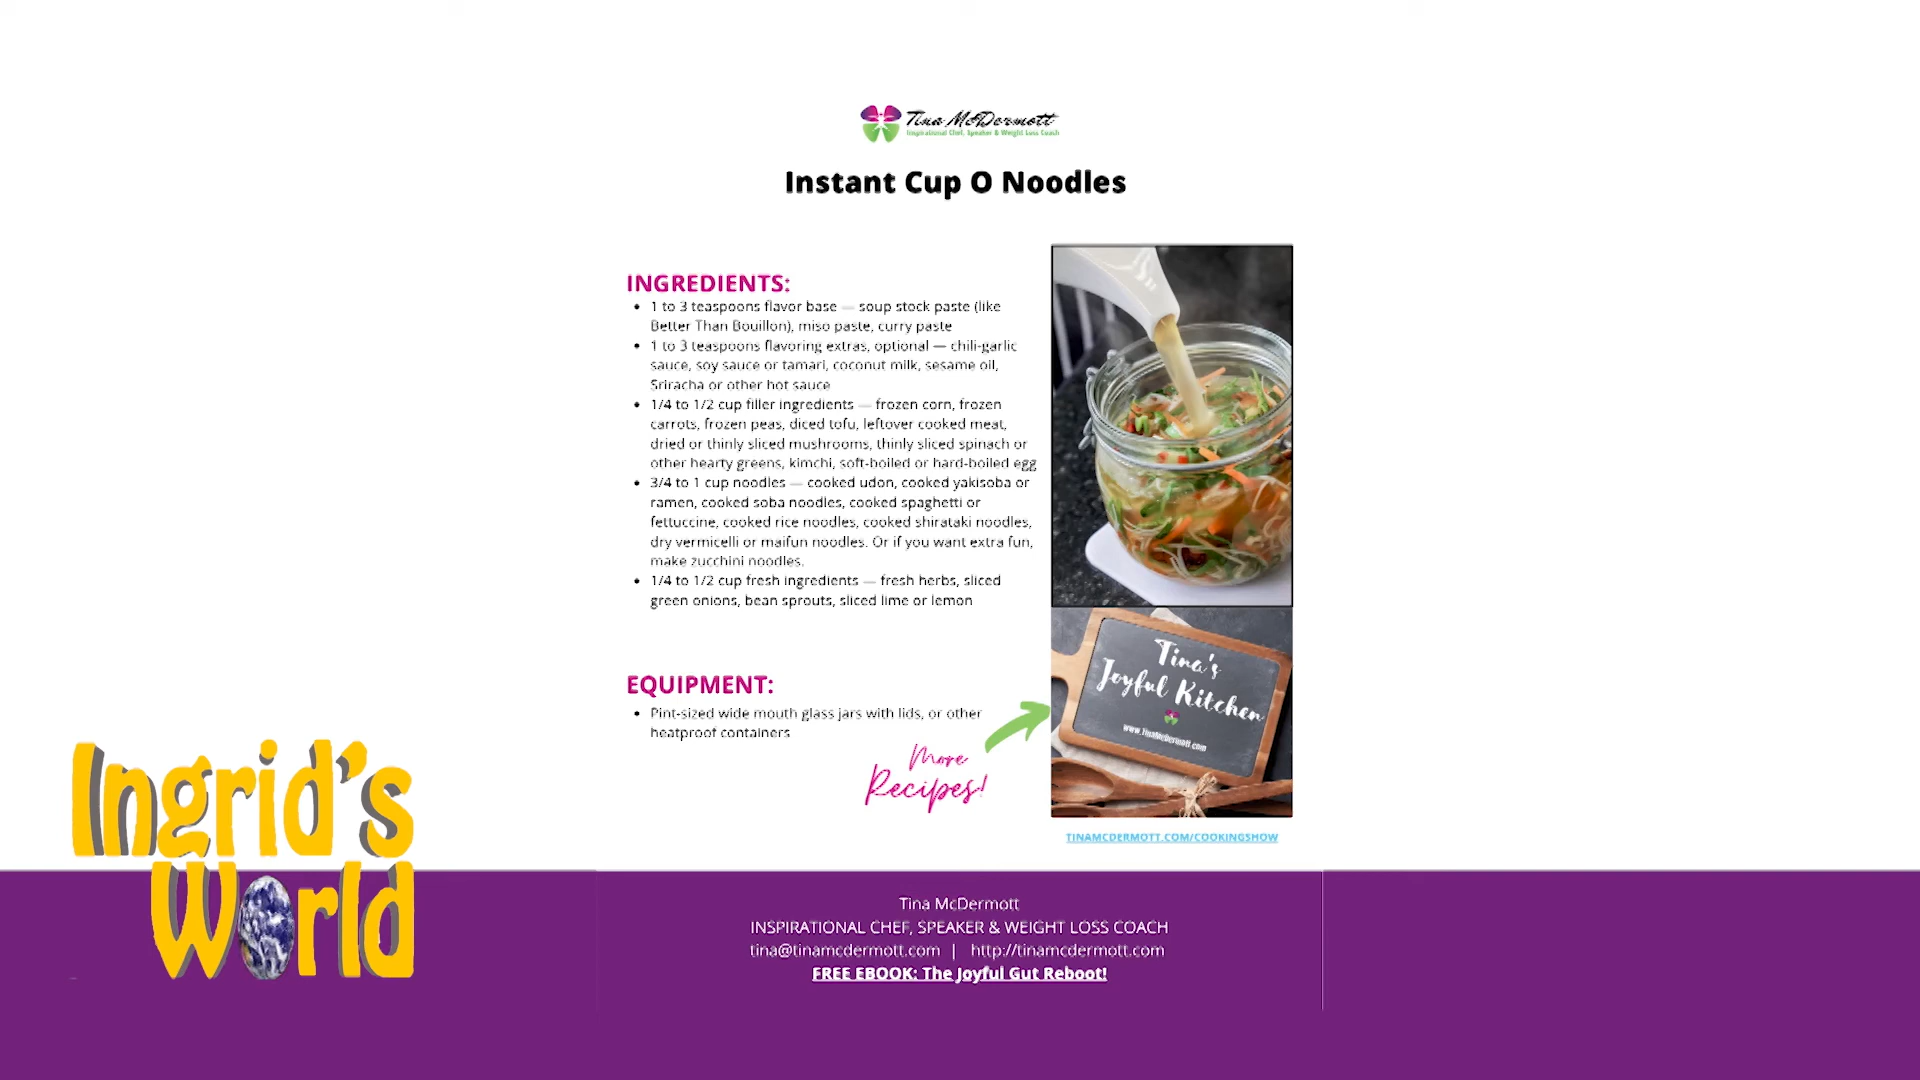 Tina McDermott
Inspirational Chef, Speaker & Weight Loss Coach
Instant Cup O Noodles
INGREDIENTS:
• 1 to 3 teaspoons flavor base — soup stock paste (like
Better Than Bouillon), miso paste, curry paste
• 1 to 3 teaspoons flavoring extras, optional — chili-garlic
sauce, soy sauce or tamari, coconut milk, sesame oil,
Sriracha or other hot sauce
• 1/4 to 1/2 cup filler ingredients — frozen corn, frozen
carrots, frozen peas, diced tofu, leftover cooked meat,
dried or thinly sliced mushrooms, thinly sliced spinach or
other hearty greens, kimchi, soft-boiled or hard-boiled egg
• 3/4 to 1 cup noodles — cooked udon, cooked yakisoba or
ramen, cooked soba noodles, cooked spaghetti or
fettuccine, cooked rice noodles, cooked shirataki noodles,
dry vermicelli or maifun noodles. Or if you want extra fun,
make zucchini noodles.
• 1/4 to 1/2 cup fresh ingredients — fresh herbs, sliced
green onions, bean sprouts, sliced lime or lemon
EQUIPMENT:
• Pint-sized wide mouth glass jars with lids, or other
heatproof containers
More
Recipes!
Tina's
Joyful Kitchen
www.TinaMcDermott.com
TINAMCDERMOTT.COM/COOKINGSHOW
Ingrid's
World
Tina McDermott
INSPIRATIONAL CHEF, SPEAKER & WEIGHT LOSS COACH
tina@tinamcdermott.com | http://tinamcdermott.com
FREE EBOOK: The Joyful Gut Reboot!